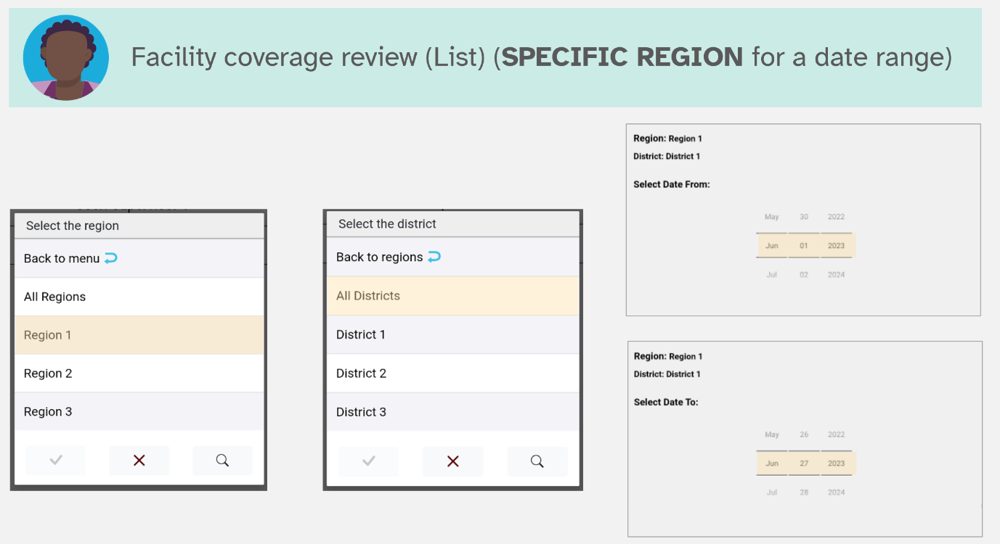 Facility coverage review (List) (SPECIFIC REGION for a date range)
Select the region
Back to menu
All Regions
Region 1
Region 2
Region 3
Select the district
Back to regions
All Districts
District 1
District 2
District 3
Region: Region 1
District: District 1
Select Date From:
May 30 2022
Jun 01 2023
Jul 02 2024
Region: Region 1
District: District 1
Select Date To:
May 26 2022
Jun 27 2023
Jul 28 2024